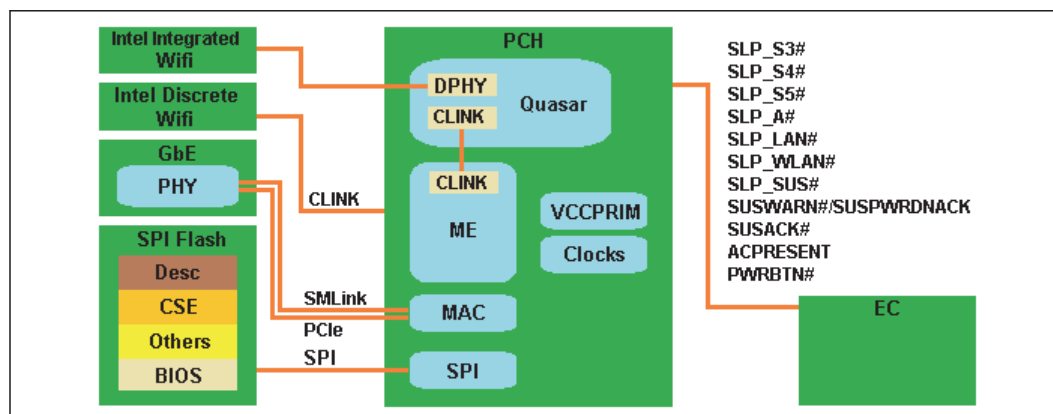 Intel Integrated
Wifi
Intel Discrete
Wifi
GbE
PHY
SPI Flash
Desc
CSE
Others
BIOS
CLINK
SMLink
PCIe
SPI
PCH
DPHY
Quasar
CLINK
CLINK
ME
VCCPRIM
Clocks
MAC
SPI
SLP_S3#
SLP_S4#
SLP_S5#
SLP_A#
SLP_LAN#
SLP_WLAN#
SLP_SUS#
SUSWARN#/SUSPWRDNACK
SUSACK#
ACPRESENT
PWRBTN#
EC